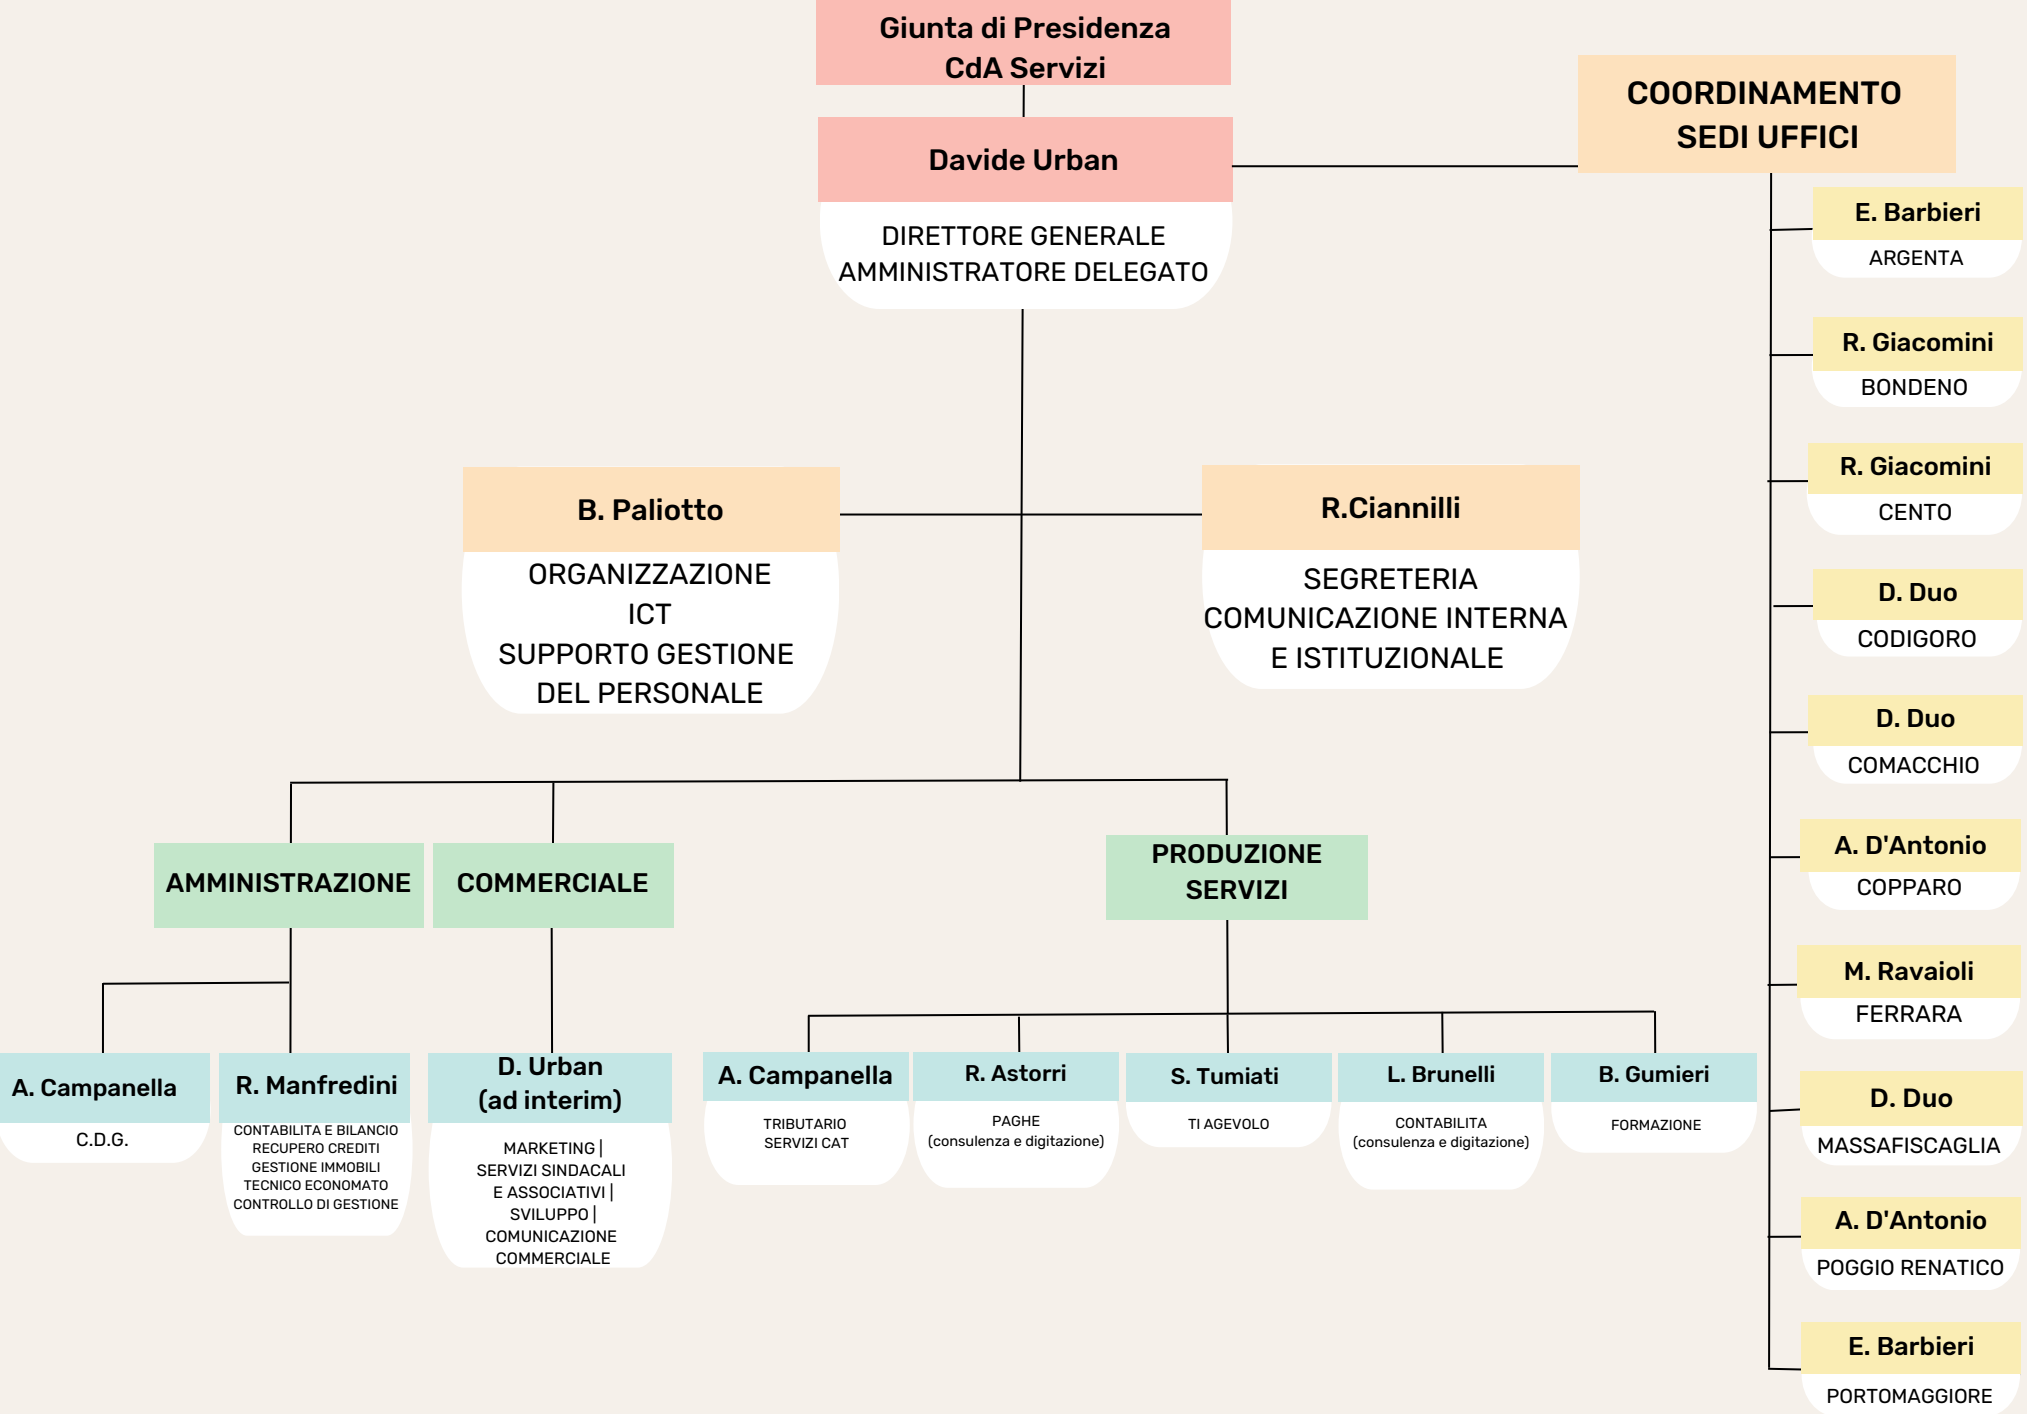 Giunta di Presidenza
CdA Servizi
Davide Urban
DIRETTORE GENERALE
AMMINISTRATORE DELEGATO
COORDINAMENTO
SEDI UFFICI
E. Barbieri
ARGENTA
R. Giacomini
BONDENO
R. Giacomini
CENTO
D. Duo
CODIGORO
D. Duo
COMACCHIO
A. D'Antonio
COPPARO
M. Ravaioli
FERRARA
D. Duo
MASSAFISCAGLIA
A. D'Antonio
POGGIO RENATICO
E. Barbieri
PORTOMAGGIORE
B. Paliotto
ORGANIZZAZIONE
ICT
SUPPORTO GESTIONE
DEL PERSONALE
R.Ciannilli
SEGRETERIA
COMUNICAZIONE INTERNA
E ISTITUZIONALE
AMMINISTRAZIONE
COMMERCIALE
PRODUZIONE
SERVIZI
A. Campanella
C.D.G.
R. Manfredini
CONTABILITA E BILANCIO
RECUPERO CREDITI
GESTIONE IMMOBILI
TECNICO ECONOMATO
CONTROLLO DI GESTIONE
D. Urban
(ad interim)
MARKETING |
SERVIZI SINDACALI
E ASSOCIATIVI |
SVILUPPO |
COMUNICAZIONE
COMMERCIALE
A. Campanella
TRIBUTARIO
SERVIZI CAT
R. Astorri
PAGHE
(consulenza e digitazione)
S. Tumiati
TI AGEVOLO
L. Brunelli
CONTABILITA
(consulenza e digitazione)
B. Gumieri
FORMAZIONE